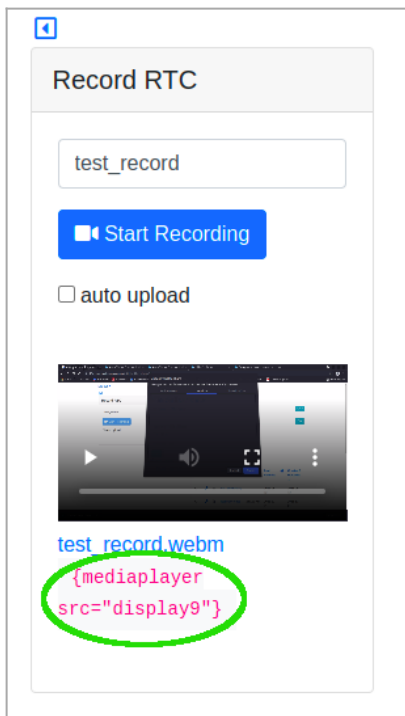 Record RTC
test_record
Start Recording
auto upload
test_record.webm
{mediaplayer
src="display9"}